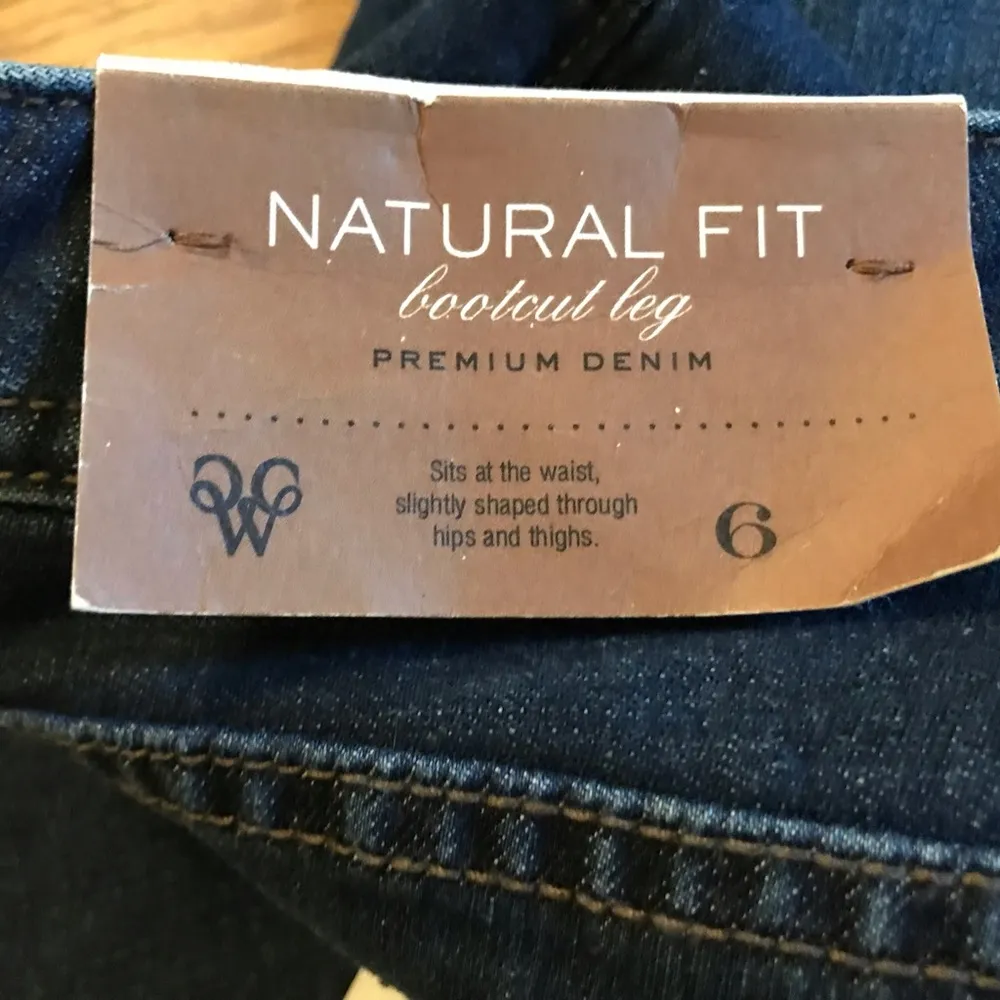 NATURAL FIT
bootcut leg
PREMIUM DENIM
W
Sits at the waist,
slightly shaped through
hips and thighs.
6